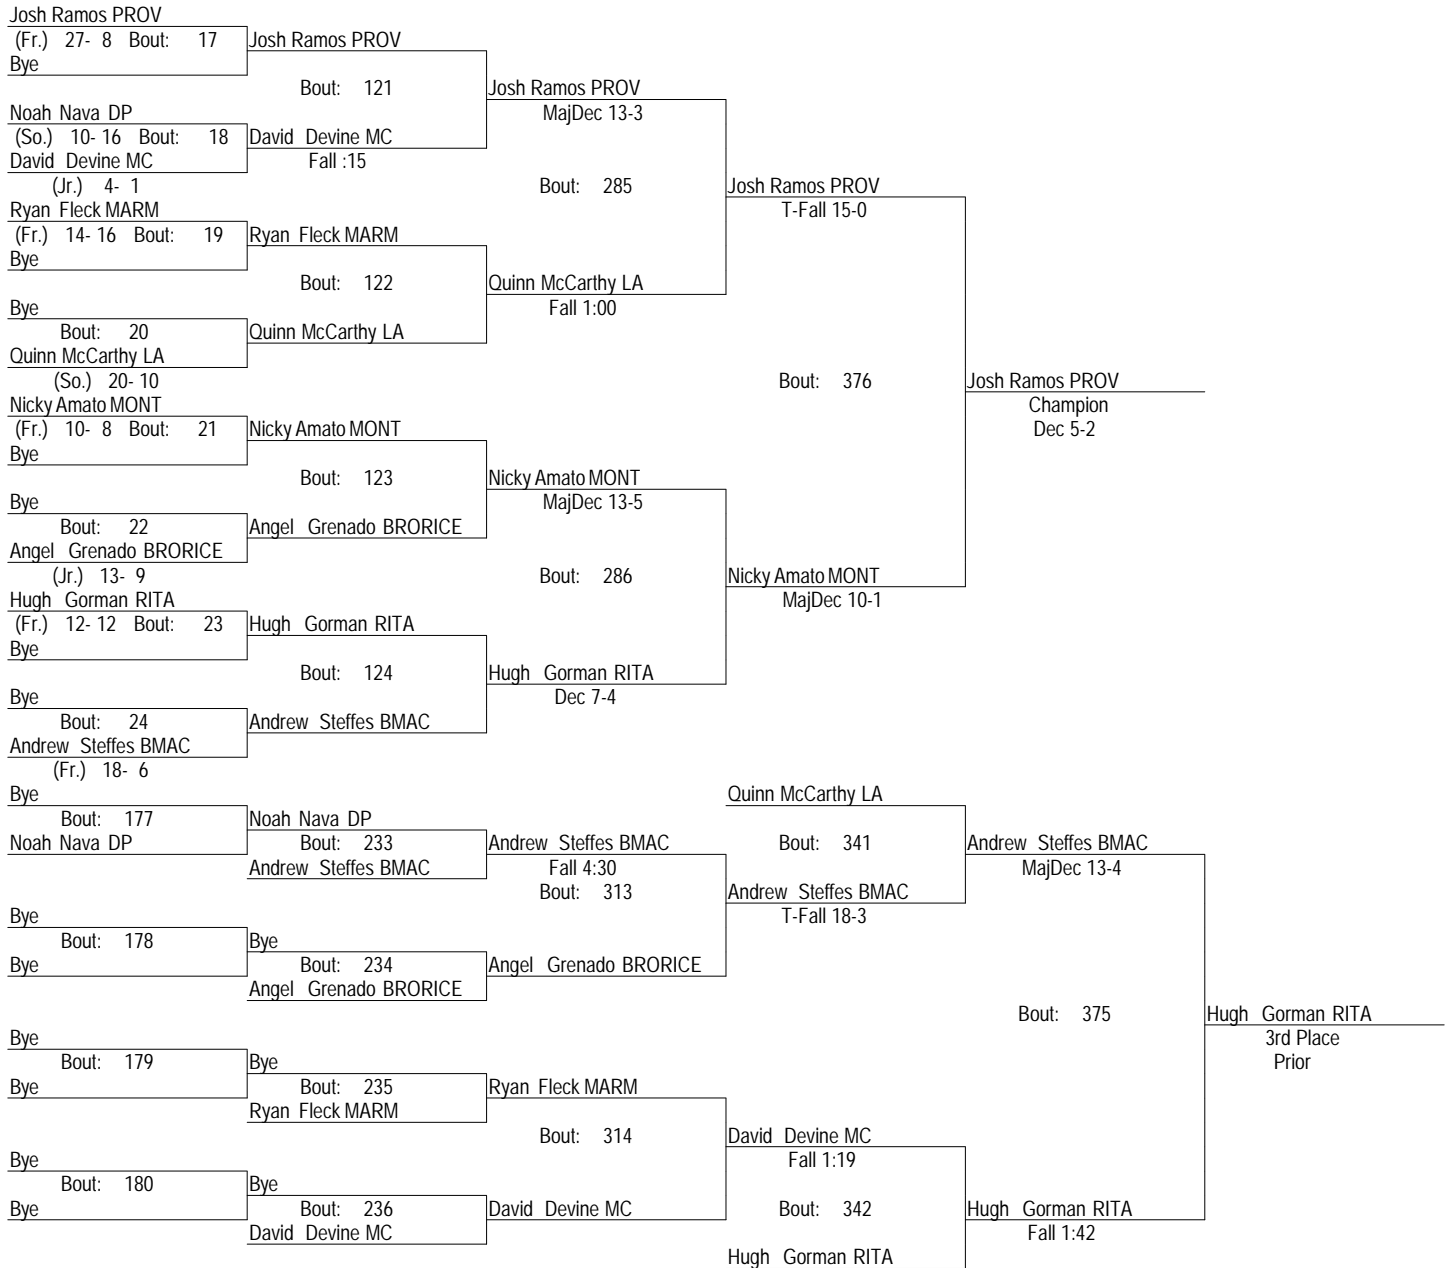 Josh Ramos PROV
(Fr.) 27- 8 Bout: 17 Josh Ramos PROV
Bye
Bout: 121 Josh Ramos PROV
Noah Nava DP MajDec 13-3
(So.) 10- 16 Bout: 18 David Devine MC
David Devine MC Fall :15
(Jr.) 4- 1 Bout: 285 Josh Ramos PROV
Ryan Fleck MARM T-Fall 15-0
(Fr.) 14- 16 Bout: 19 Ryan Fleck MARM
Bye
Bout: 122 Quinn McCarthy LA
Bye Fall 1:00
Bout: 20 Quinn McCarthy LA
Quinn McCarthy LA
(So.) 20- 10 Bout: 376 Josh Ramos PROV
Nicky Amato MONT Champion
(Fr.) 10- 8 Bout: 21 Nicky Amato MONT Dec 5-2
Bye
Bout: 123 Nicky Amato MONT
Bye MajDec 13-5
Bout: 22 Angel Grenado BRORICE
Angel Grenado BRORICE
(Jr.) 13- 9 Bout: 286 Nicky Amato MONT
Hugh Gorman RITA MajDec 10-1
(Fr.) 12- 12 Bout: 23 Hugh Gorman RITA
Bye
Bout: 124 Hugh Gorman RITA
Bye Dec 7-4
Bout: 24 Andrew Steffes BMAC
Andrew Steffes BMAC
(Fr.) 18- 6
Bye Quinn McCarthy LA
Bout: 177 Noah Nava DP
Noah Nava DP Bout: 233 Andrew Steffes BMAC Bout: 341 Andrew Steffes BMAC
Andrew Steffes BMAC Fall 4:30 MajDec 13-4
Bout: 313 Andrew Steffes BMAC
Bye T-Fall 18-3
Bout: 178 Bye
Bye Bout: 234 Angel Grenado BRORICE
Angel Grenado BRORICE
Bout: 375 Hugh Gorman RITA
Bye 3rd Place
Bout: 179 Bye Prior
Bye Bout: 235 Ryan Fleck MARM
Ryan Fleck MARM
Bout: 314 David Devine MC
Bye Fall 1:19
Bout: 180 Bye
Bye Bout: 236 David Devine MC Bout: 342 Hugh Gorman RITA
David Devine MC Fall 1:42
Hugh Gorman RITA